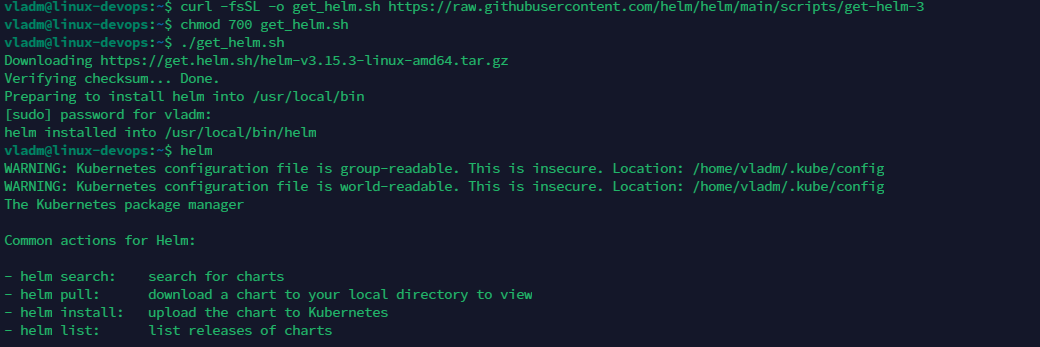 vladm@linux-devops:~$ curl -fsSL -o get_helm.sh https://raw.githubusercontent.com/helm/helm/main/scripts/get-helm-3
vladm@linux-devops:~$ chmod 700 get_helm.sh
vladm@linux-devops:~$ ./get_helm.sh
Downloading https://get.helm.sh/helm-v3.15.3-linux-amd64.tar.gz
Verifying checksum... Done.
Preparing to install helm into /usr/local/bin
[sudo] password for vladm:
helm installed into /usr/local/bin/helm
vladm@linux-devops:~$ helm
WARNING: Kubernetes configuration file is group-readable. This is insecure. Location: /home/vladm/.kube/config
WARNING: Kubernetes configuration file is world-readable. This is insecure. Location: /home/vladm/.kube/config
The Kubernetes package manager
Common actions for Helm:
- helm search:    search for charts
- helm pull:      download a chart to your local directory to view
- helm install:   upload the chart to Kubernetes
- helm list:      list releases of charts